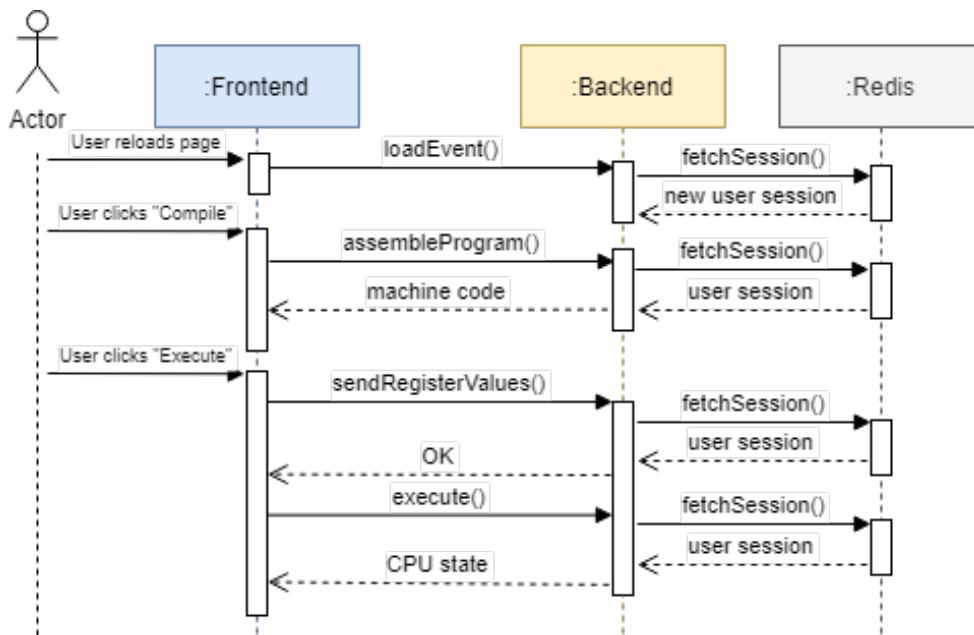 :Frontend
:Backend
:Redis
Actor
User reloads page
loadEvent()
fetchSession()
new user session
User clicks "Compile"
assembleProgram()
fetchSession()
machine code
user session
User clicks "Execute"
sendRegisterValues()
fetchSession()
user session
OK
execute()
fetchSession()
user session
CPU state